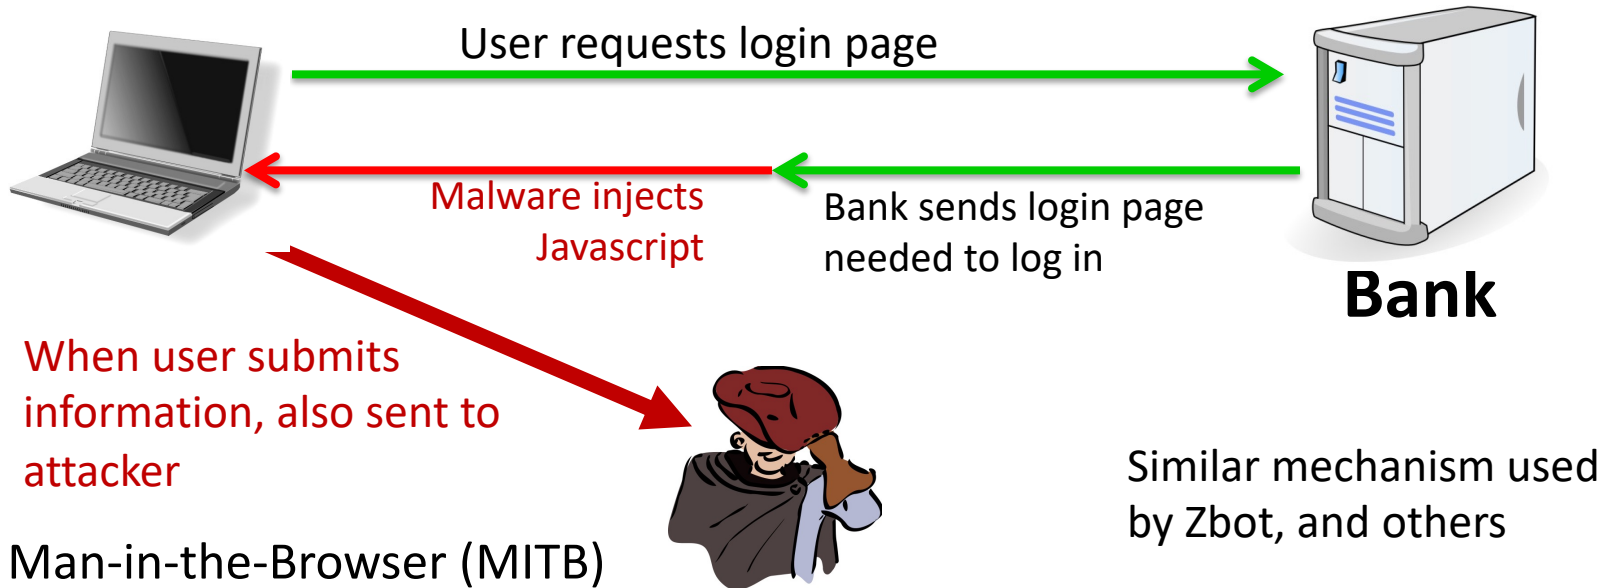 User requests login page
Malware injects
Javascript
Bank sends login page
needed to log in
Bank
When user submits
information, also sent to
attacker
Similar mechanism used
by Zbot, and others
Man-in-the-Browser (MITB)